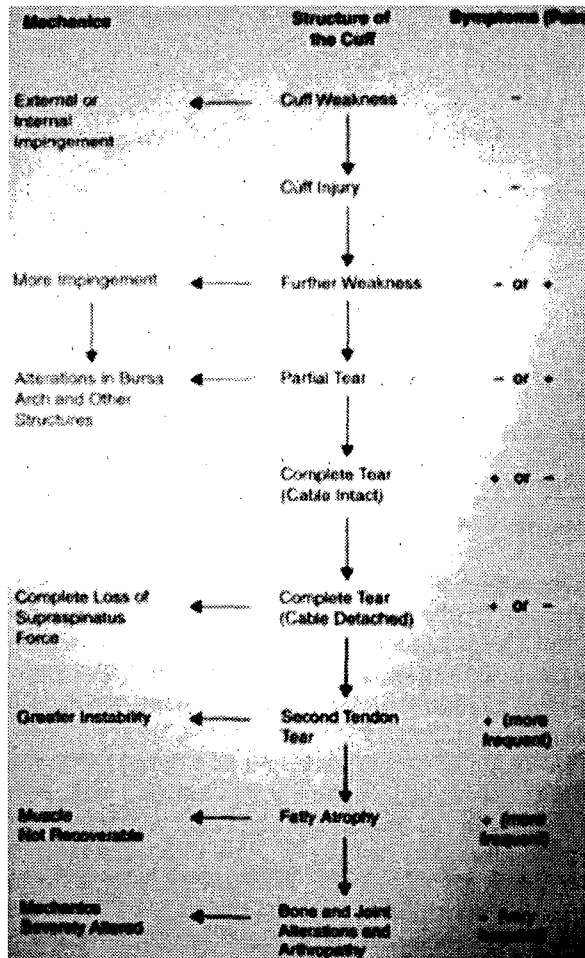 Mechanics
Structure of
the Cuff
Symptoms (Pain)
External or
Internal
Impingement
Cuff Weakness
-
Cuff Injury
-
More Impingement
Further Weakness
- or +
Alterations in Bursa
Arch and Other
Structures
Partial Tear
- or +
Complete Tear
(Cable Intact)
+ or -
Complete Loss of
Supraspinatus
Force
Complete Tear
(Cable Detached)
+ or -
Greater Instability
Second Tendon
Tear
+ (more
frequent)
Muscle
Not Recoverable
Fatty Atrophy
+ (more
frequent)
Mechanics
Severely Altered
Bone and Joint
Alterations and
Arthropathy
+